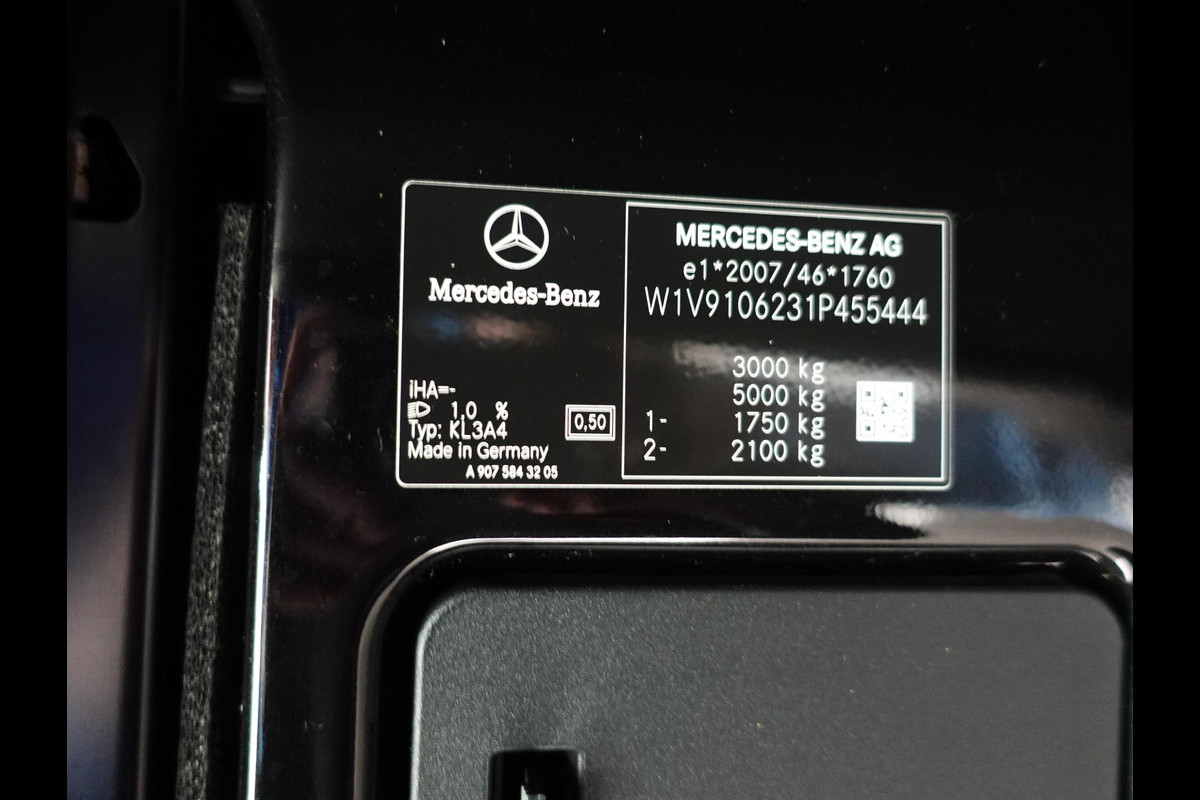 Mercedes-Benz
iHA=-
1,0 %
Typ: KL3A4
Made in Germany
A 907 584 32 05
0,50
MERCEDES-BENZ AG
e1*2007/46*1760
W1V9106231P455444
3000 kg
5000 kg
1- 1750 kg
2- 2100 kg